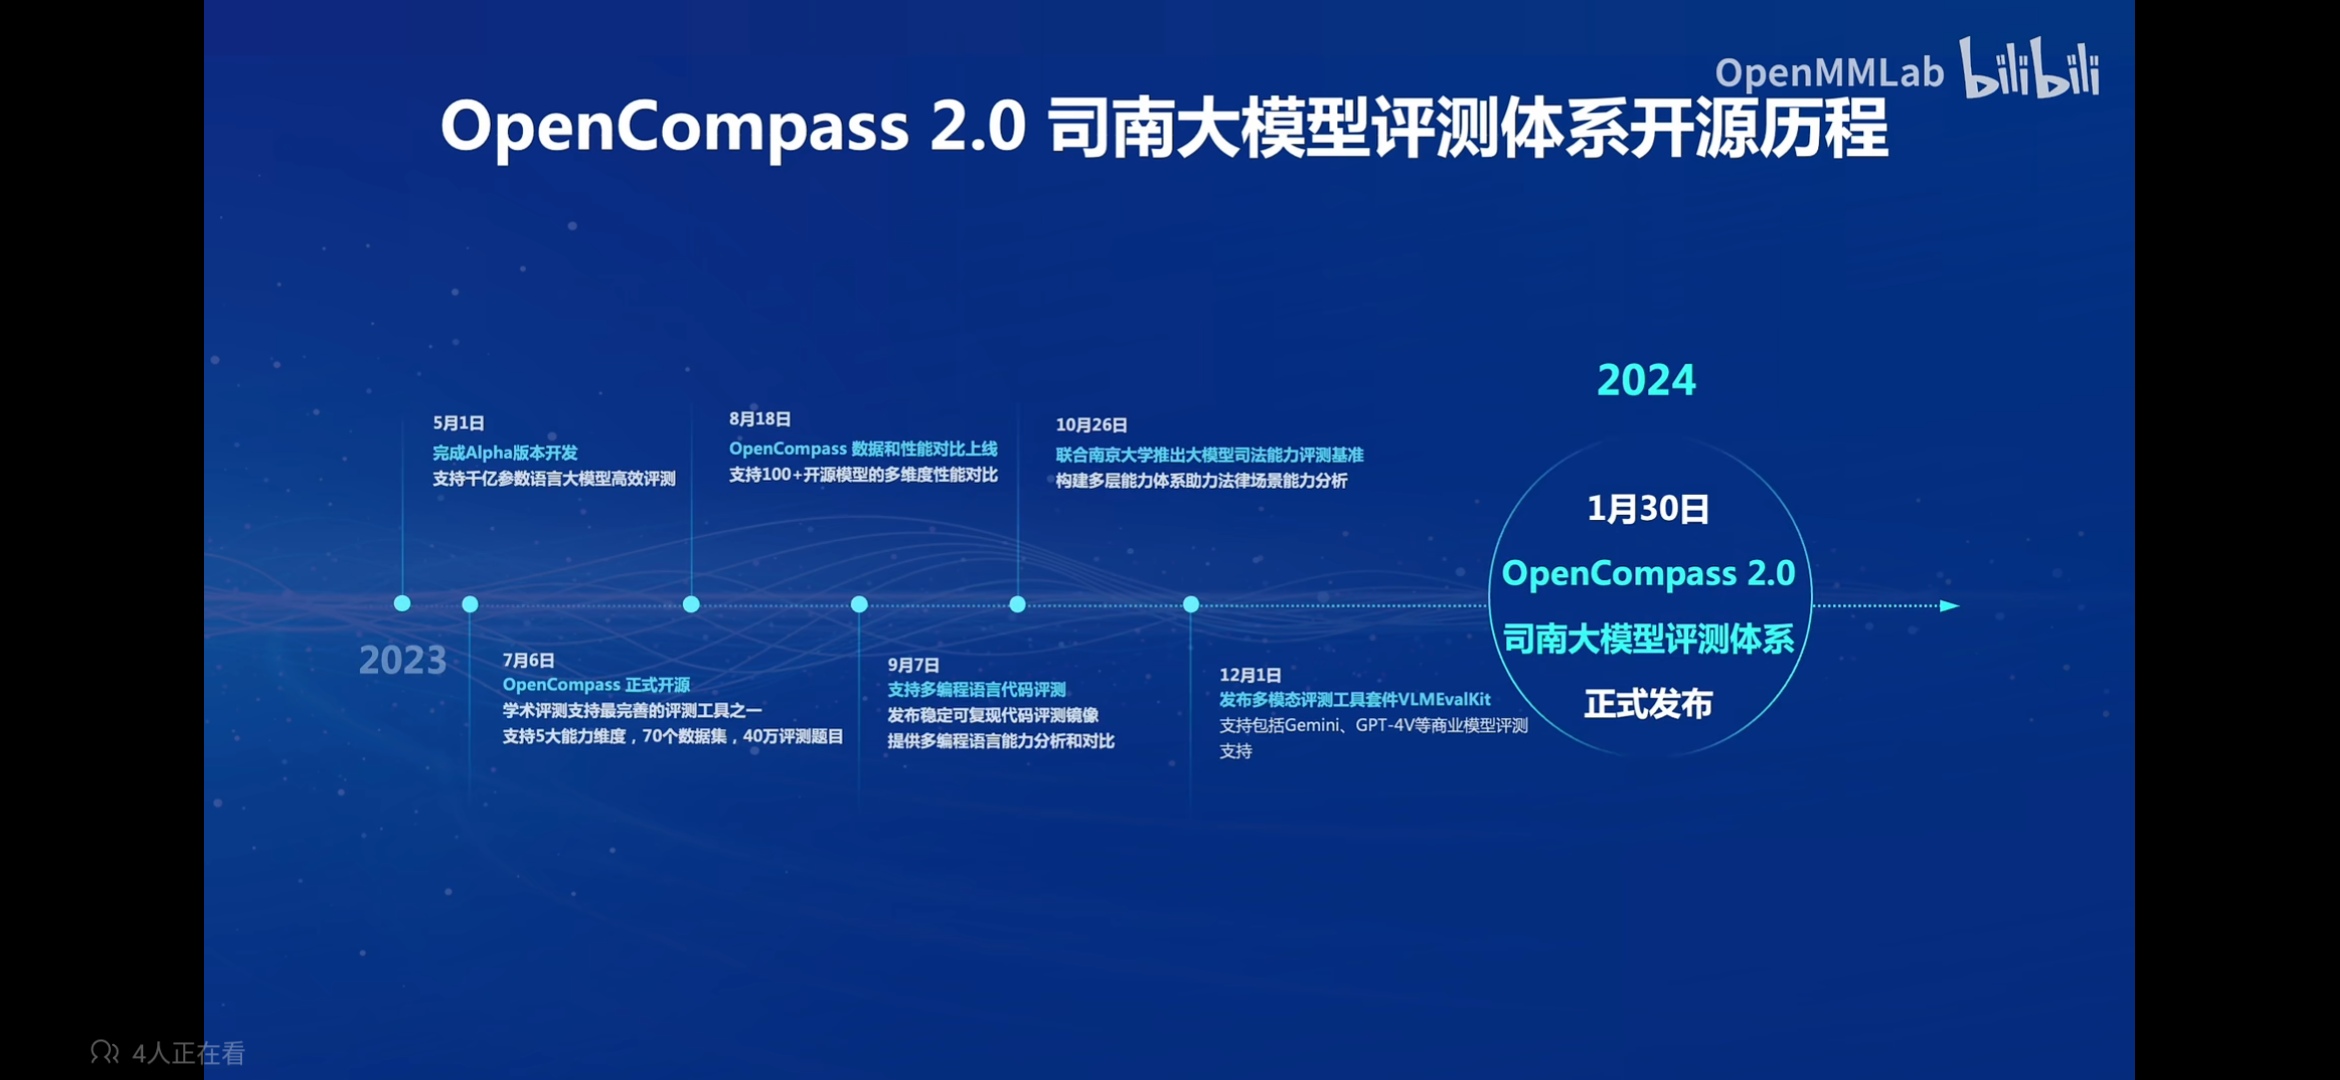 OpenMMLab bilibili
OpenCompass 2.0 司南大模型评测体系开源历程
5月1日
完成Alpha版本开发
支持千亿参数语言大模型高效评测
8月18日
OpenCompass 数据和性能对比上线
支持100+开源模型的多维度性能对比
10月26日
联合南京大学推出大模型司法能力评测基准
构建多层能力体系助力法律场景能力分析
2023
7月6日
OpenCompass 正式开源
学术评测支持最完善的评测工具之一
支持5大能力维度，70个数据集，40万评测题目
9月7日
支持多编程语言代码评测
发布稳定可复现代码评测镜像
提供多编程语言能力分析和对比
12月1日
发布多模态评测工具套件VLMEvalKit
支持包括Gemini、GPT-4V等商业模型评测
支持
2024
1月30日
OpenCompass 2.0
司南大模型评测体系
正式发布
4人正在看